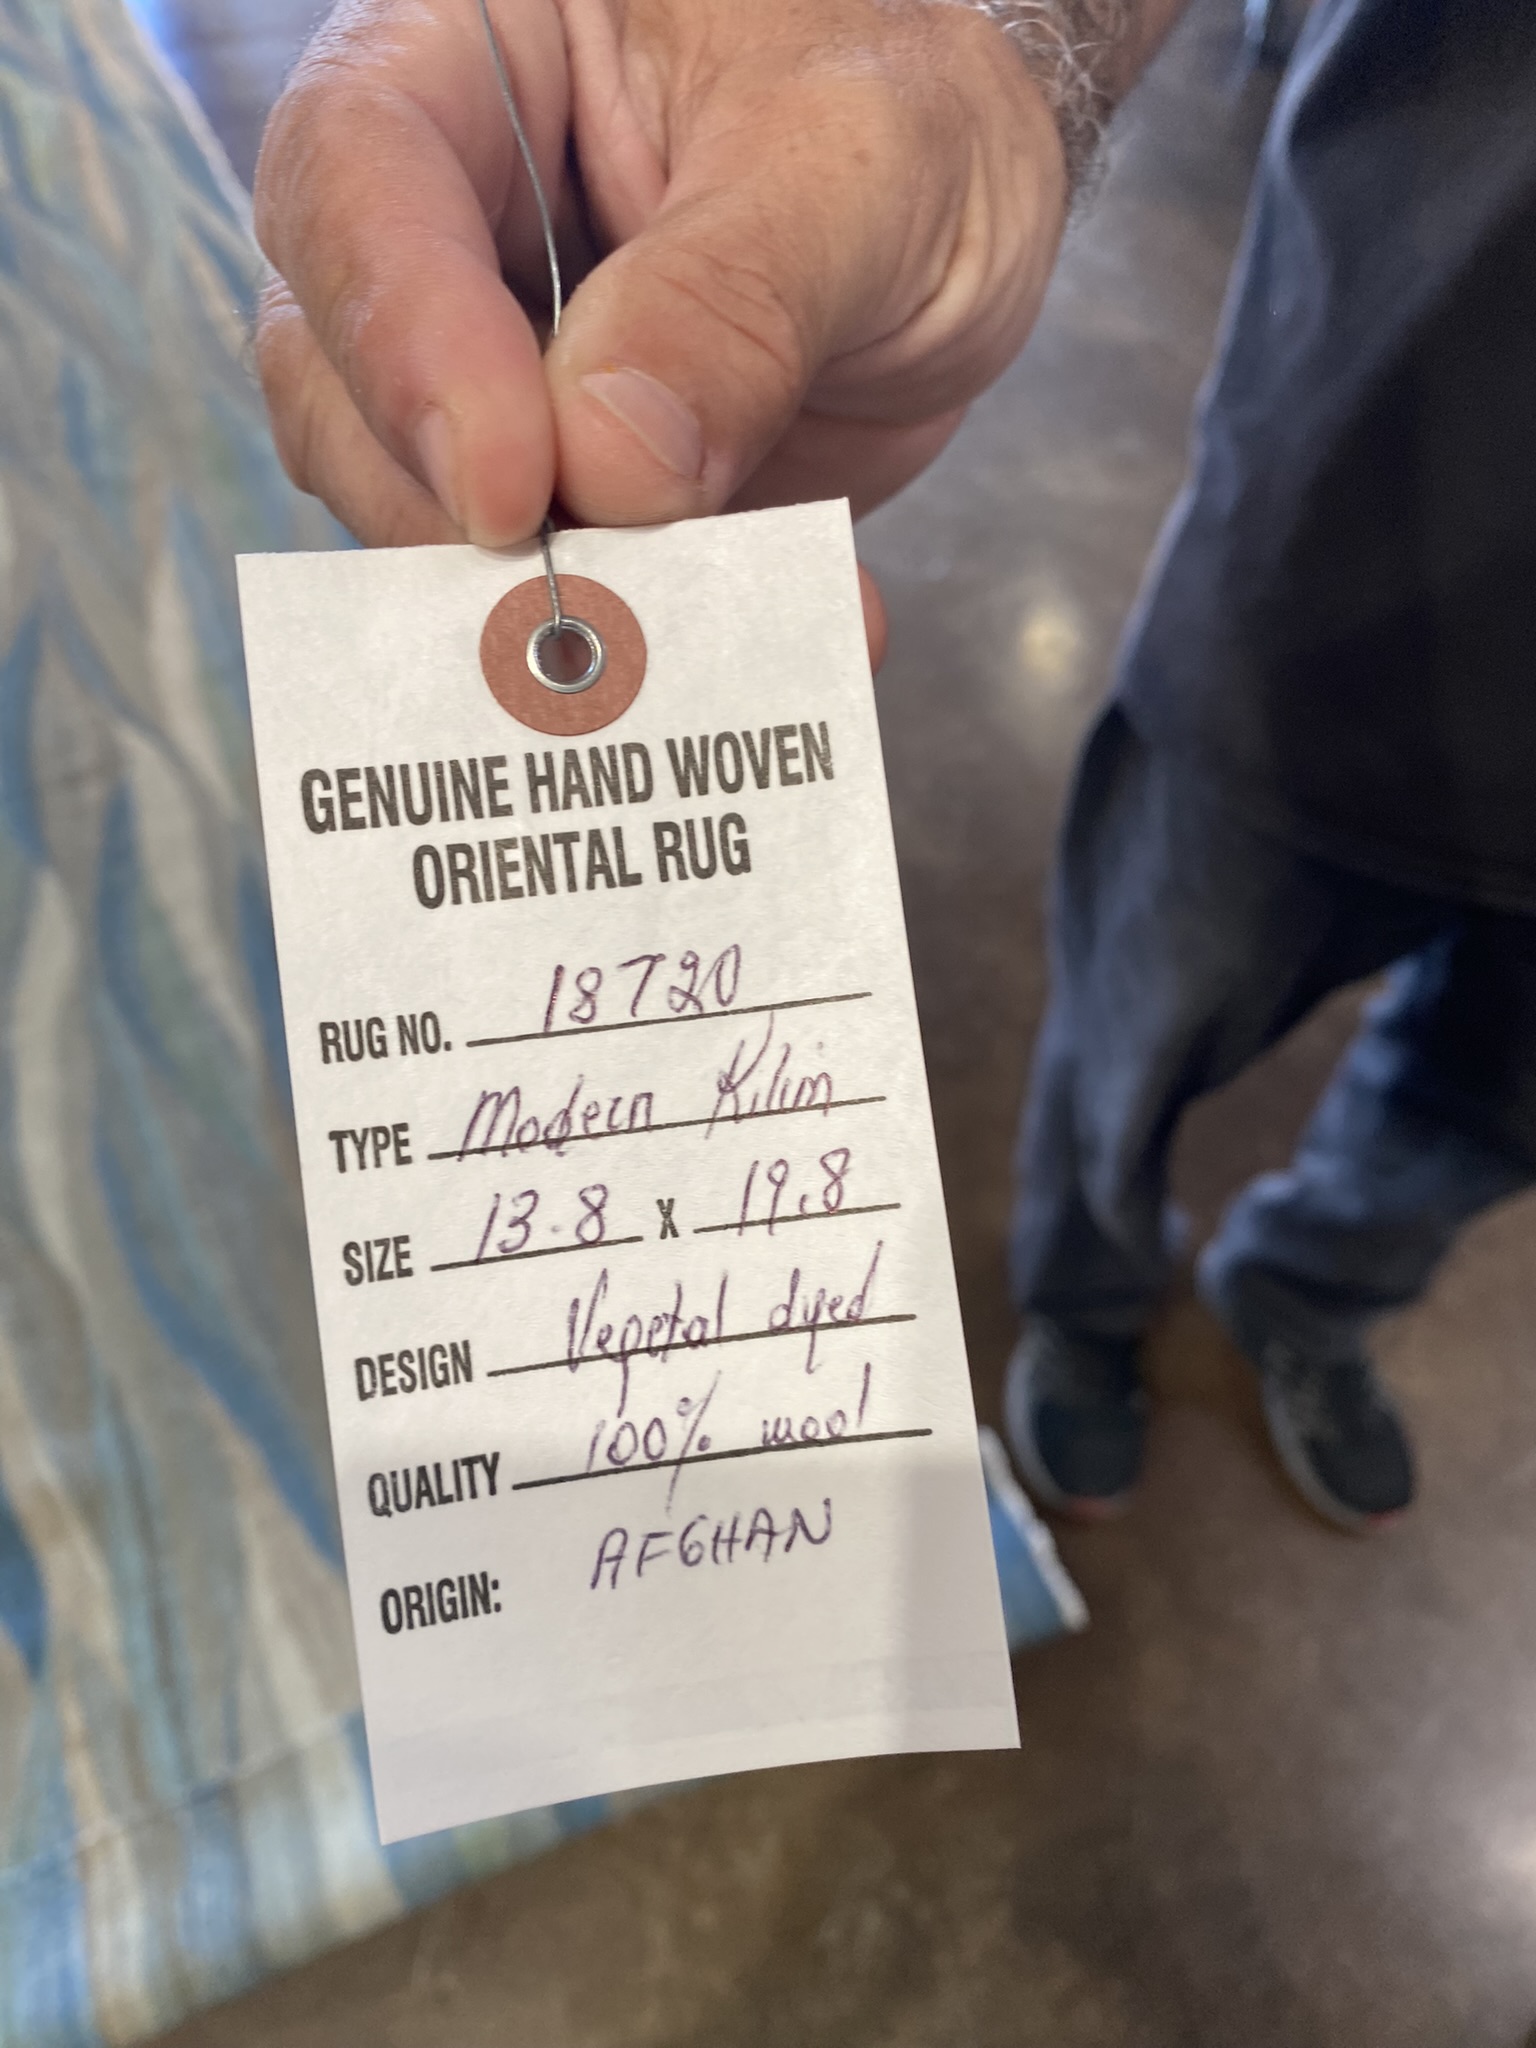 GENUINE HAND WOVEN
ORIENTAL RUG
RUG NO. 18720
TYPE Modern Kilim
SIZE 13.8 X 19.8
DESIGN Vegetal dyed
QUALITY 100% wool
ORIGIN: AFGHAN